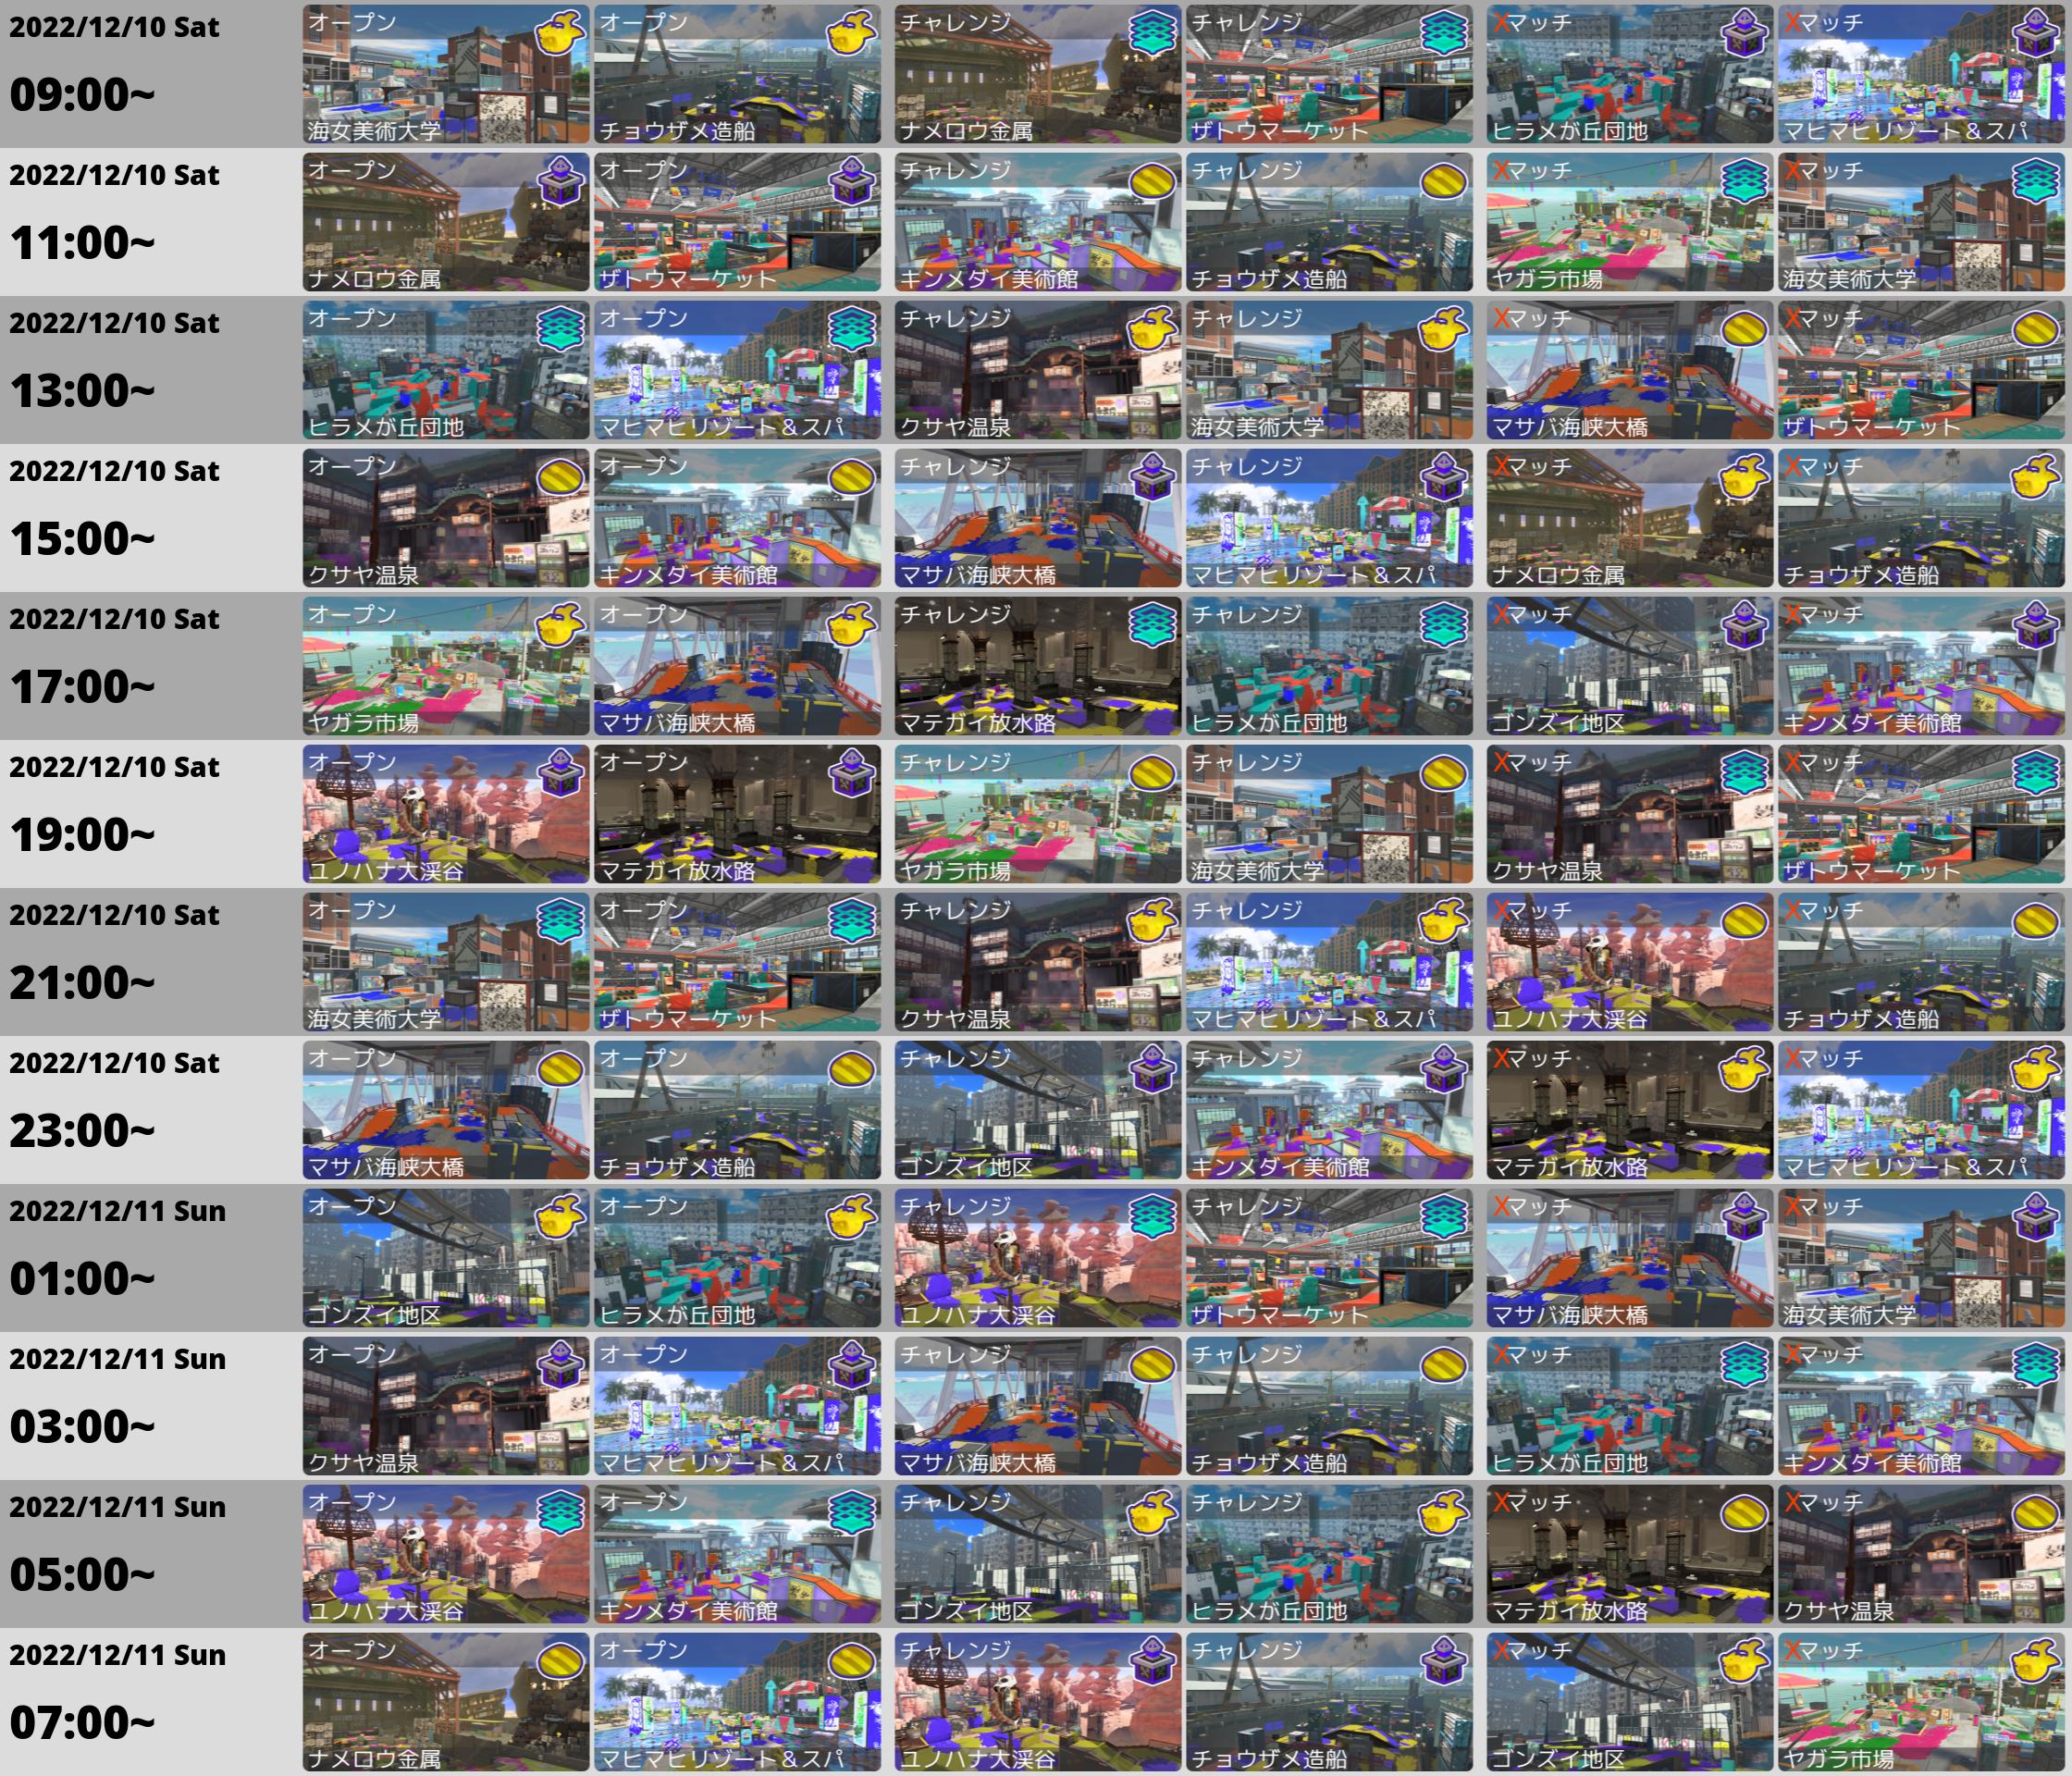 2022/12/10 Sat
09:00~
オープン
海女美術大学
オープン
チョウザメ造船
チャレンジ
ナメロウ金属
チャレンジ
ザトウマーケット
Xマッチ
ヒラメが丘団地
Xマッチ
マヒマヒリゾート＆スパ
2022/12/10 Sat
11:00~
オープン
ナメロウ金属
オープン
ザトウマーケット
チャレンジ
キンメダイ美術館
チャレンジ
チョウザメ造船
Xマッチ
ヤガラ市場
Xマッチ
海女美術大学
2022/12/10 Sat
13:00~
オープン
ヒラメが丘団地
オープン
マヒマヒリゾート＆スパ
チャレンジ
クサヤ温泉
チャレンジ
海女美術大学
Xマッチ
マサバ海峡大橋
Xマッチ
ザトウマーケット
2022/12/10 Sat
15:00~
オープン
クサヤ温泉
オープン
キンメダイ美術館
チャレンジ
マサバ海峡大橋
チャレンジ
マヒマヒリゾート＆スパ
Xマッチ
ナメロウ金属
Xマッチ
チョウザメ造船
2022/12/10 Sat
17:00~
オープン
ヤガラ市場
オープン
マサバ海峡大橋
チャレンジ
マテガイ放水路
チャレンジ
ヒラメが丘団地
Xマッチ
ゴンズイ地区
Xマッチ
キンメダイ美術館
2022/12/10 Sat
19:00~
オープン
ユノハナ大渓谷
オープン
マテガイ放水路
チャレンジ
ヤガラ市場
チャレンジ
海女美術大学
Xマッチ
クサヤ温泉
Xマッチ
ザトウマーケット
2022/12/10 Sat
21:00~
オープン
海女美術大学
オープン
ザトウマーケット
チャレンジ
クサヤ温泉
チャレンジ
マヒマヒリゾート＆スパ
Xマッチ
ユノハナ大渓谷
Xマッチ
チョウザメ造船
2022/12/10 Sat
23:00~
オープン
マサバ海峡大橋
オープン
チョウザメ造船
チャレンジ
ゴンズイ地区
チャレンジ
キンメダイ美術館
Xマッチ
マテガイ放水路
Xマッチ
マヒマヒリゾート＆スパ
2022/12/11 Sun
01:00~
オープン
ゴンズイ地区
オープン
ヒラメが丘団地
チャレンジ
ユノハナ大渓谷
チャレンジ
ザトウマーケット
Xマッチ
マサバ海峡大橋
Xマッチ
海女美術大学
2022/12/11 Sun
03:00~
オープン
クサヤ温泉
オープン
マヒマヒリゾート＆スパ
チャレンジ
マサバ海峡大橋
チャレンジ
チョウザメ造船
Xマッチ
ヒラメが丘団地
Xマッチ
キンメダイ美術館
2022/12/11 Sun
05:00~
オープン
ユノハナ大渓谷
オープン
キンメダイ美術館
チャレンジ
ゴンズイ地区
チャレンジ
ヒラメが丘団地
Xマッチ
マテガイ放水路
Xマッチ
クサヤ温泉
2022/12/11 Sun
07:00~
オープン
ナメロウ金属
オープン
マヒマヒリゾート＆スパ
チャレンジ
ユノハナ大渓谷
チャレンジ
チョウザメ造船
Xマッチ
ゴンズイ地区
Xマッチ
ヤガラ市場